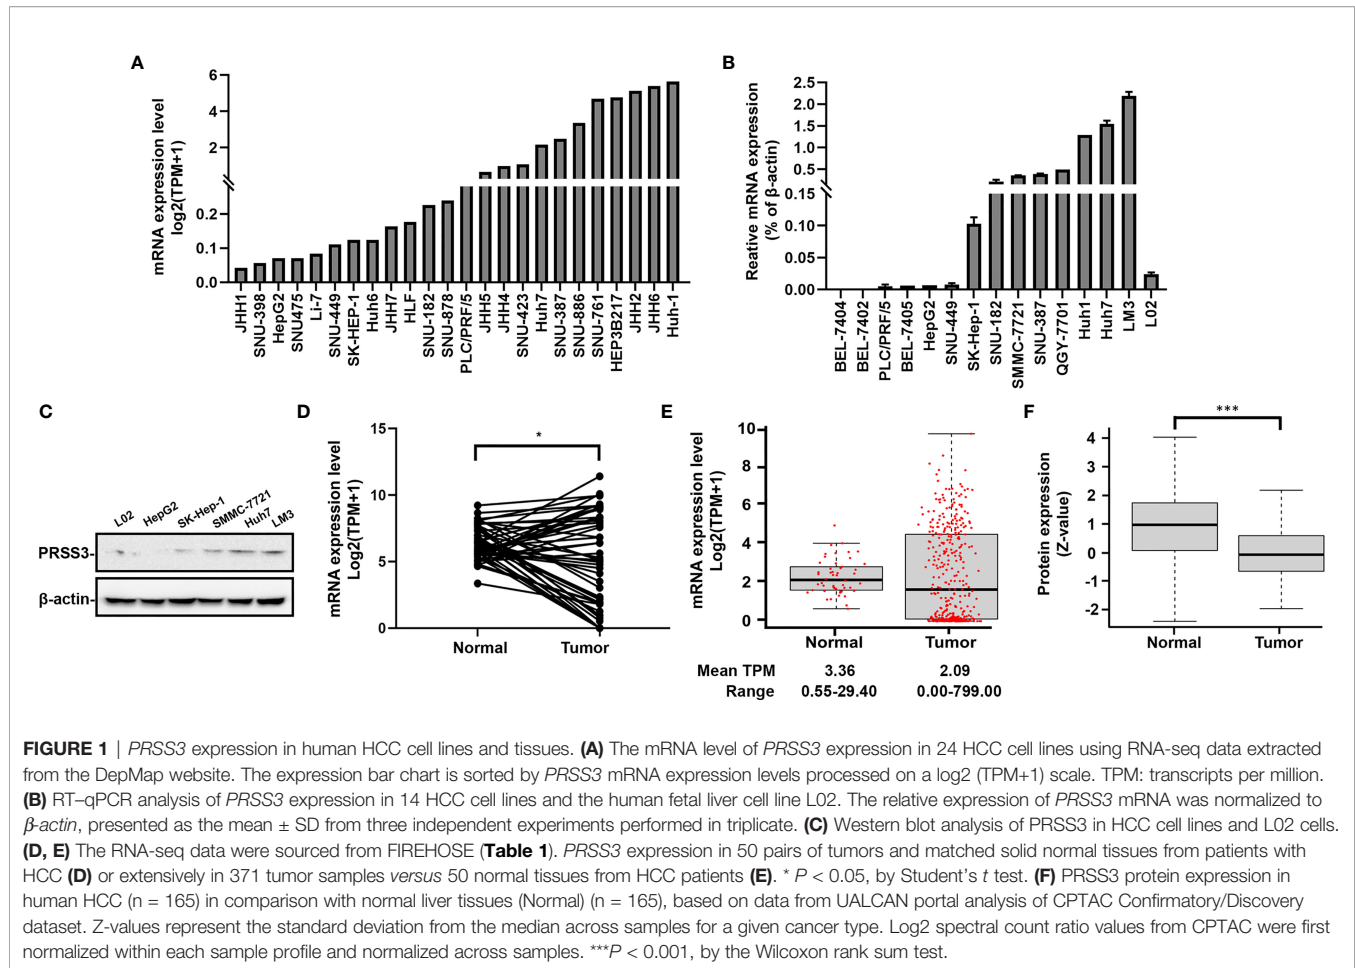 A
mRNA expression level
log2(TPM+1)
6
4
2
0.2
0.1
0.0
JHH1
SNU-398
HepG2
SNU475
Li-7
SNU-449
SK-HEP-1
Huh6
JHH7
HLF
SNU-182
SNU-878
PLC/PRF/5
JHH5
JHH4
SNU-423
Huh7
SNU-387
SNU-886
SNU-761
HEP3B217
JHH2
JHH6
Huh-1
B
Reative mRNA expression
(% of β-actin)
2.5
2.0
1.5
1.0
0.5
0.15
0.10
0.05
0.00
BEL-7404
BEL-7402
PLC/PRF/5
BEL-7405
HepG2
SNU-449
SK-Hep-1
SNU-182
SMMC-7721
SNU-387
QGY-7701
Huh1
Huh7
LM3
L02
C
L02
HepG2
SK-Hep-1
SMMC-7721
Huh7
LM3
PRSS3-
β-actin-
D
mRNA expression level
Log2(TPM+1)
15
10
5
0
*
Normal
Tumor
E
mRNA expression level
Log2(TPM+1)
10
8
6
4
2
0
Normal Tumor
Mean TPM 3.36 2.09
Range 0.55-29.40 0.00-799.00
F
Protein expression
(Z-value)
4
3
2
1
0
-1
-2
***
Normal
Tumor
FIGURE 1 | PRSS3 expression in human HCC cell lines and tissues. (A) The mRNA level of PRSS3 expression in 24 HCC cell lines using RNA-seq data extracted
from the DepMap website. The expression bar chart is sorted by PRSS3 mRNA expression levels processed on a log2 (TPM+1) scale. TPM: transcripts per million.
(B) RT–qPCR analysis of PRSS3 expression in 14 HCC cell lines and the human fetal liver cell line L02. The relative expression of PRSS3 mRNA was normalized to
β-actin, presented as the mean ± SD from three independent experiments performed in triplicate. (C) Western blot analysis of PRSS3 in HCC cell lines and L02 cells.
(D, E) The RNA-seq data were sourced from FIREHOSE (Table 1). PRSS3 expression in 50 pairs of tumors and matched solid normal tissues from patients with
HCC (D) or extensively in 371 tumor samples versus 50 normal tissues from HCC patients (E). * P < 0.05, by Student's t test. (F) PRSS3 protein expression in
human HCC (n = 165) in comparison with normal liver tissues (Normal) (n = 165), based on data from UALCAN portal analysis of CPTAC Confirmatory/Discovery
dataset. Z-values represent the standard deviation from the median across samples for a given cancer type. Log2 spectral count ratio values from CPTAC were first
normalized within each sample profile and normalized across samples. ***P < 0.001, by the Wilcoxon rank sum test.